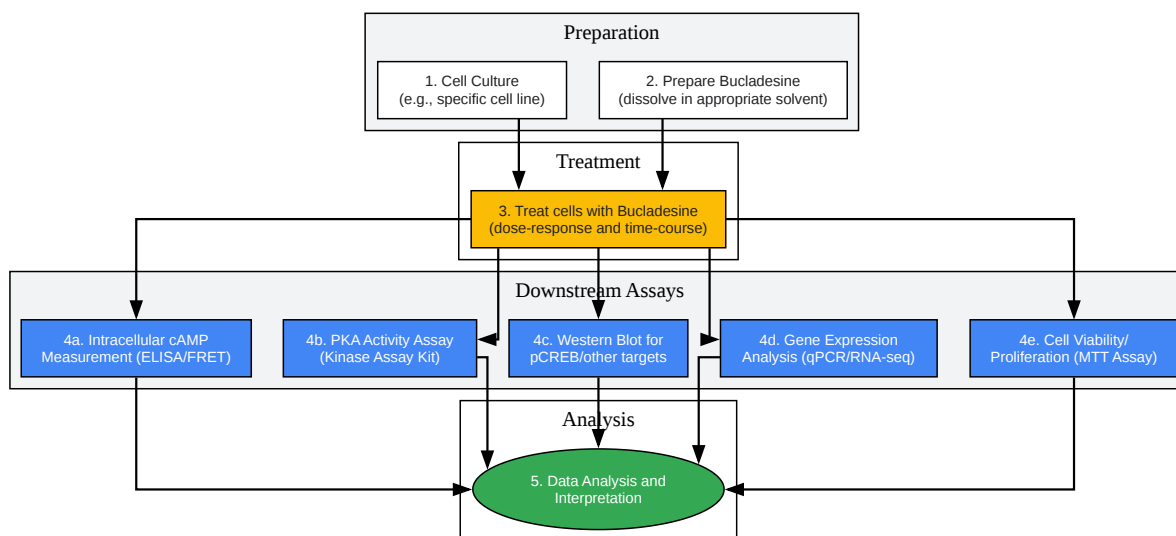 Preparation
1. Cell Culture
(e.g., specific cell line)
2. Prepare Bucladesine
(dissolve in appropriate solvent)
Treatment
3. Treat cells with Bucladesine
(dose-response and time-course)
Downstream Assays
4a. Intracellular cAMP
Measurement (ELISA/FRET)
4b. PKA Activity Assay
(Kinase Assay Kit)
4c. Western Blot for
pCREB/other targets
4d. Gene Expression
Analysis (qPCR/RNA-seq)
4e. Cell Viability/
Proliferation (MTT Assay)
Analysis
5. Data Analysis and
Interpretation